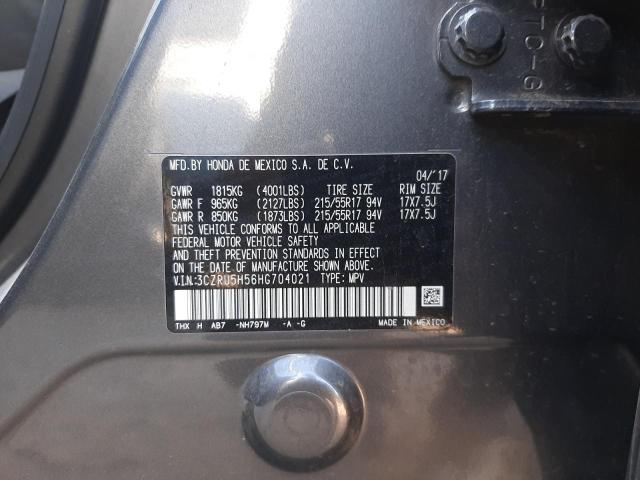 TO-G
MFD.BY HONDA DE MEXICO S.A. DE C.V.
04/'17
GVWR 1815KG (4001LBS) TIRE SIZE RIM SIZE
GAWR F 965KG (2127LBS) 215/55R17 94V 17X7.5J
GAWR R 850KG (1873LBS) 215/55R17 94V 17X7.5J
THIS VEHICLE CONFORMS TO ALL APPLICABLE
FEDERAL MOTOR VEHICLE SAFETY
AND THEFT PREVENTION STANDARDS IN EFFECT
ON THE DATE OF MANUFACTURE SHOWN ABOVE.
V.I.N.:3CZRU5H56HG704021 TYPE: MPV
THX H AB7 -NH797M -A -G MADE IN MEXICO